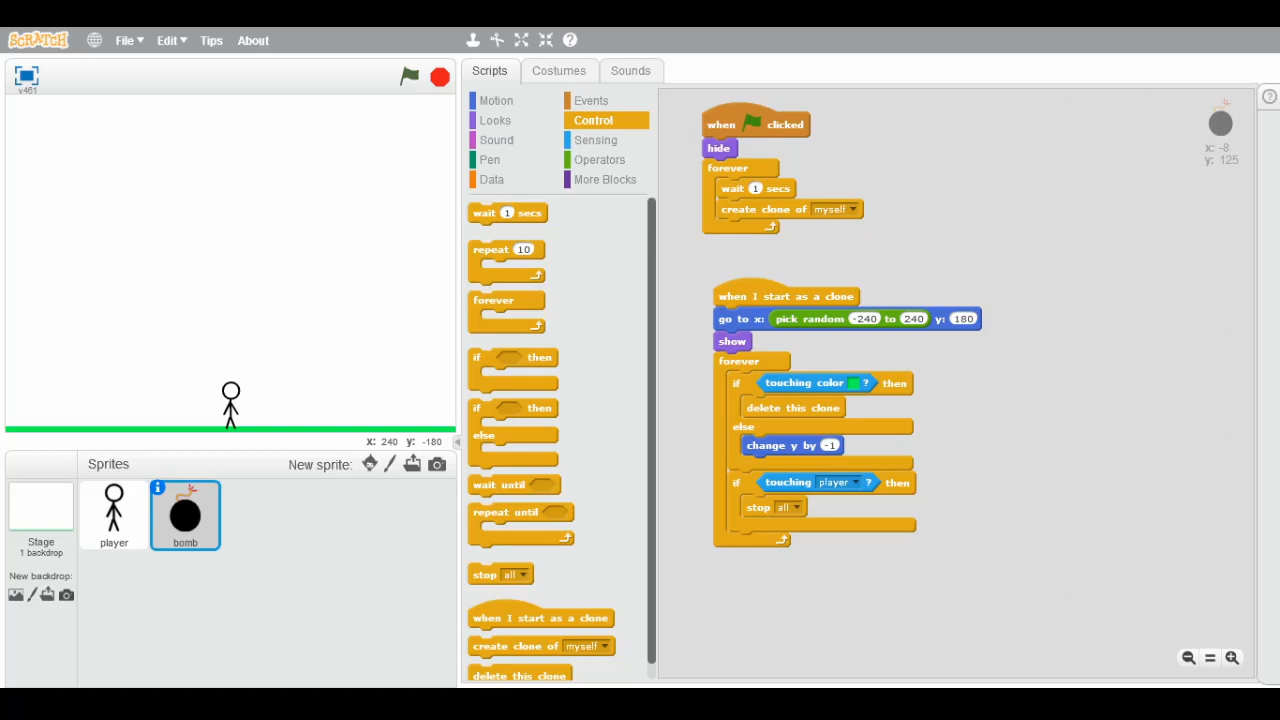 SCRATCH
File Edit Tips About
v461
Scripts Costumes Sounds
Motion Events
Looks Control
Sound Sensing
Pen Operators
Data More Blocks
wait 1 secs
repeat 10
forever
if then
if then
else
wait until
repeat until
stop all
when I start as a clone
create clone of myself
delete this clone
when clicked
hide
forever
wait 1 secs
create clone of myself
when I start as a clone
go to x: pick random -240 to 240 y: 180
show
forever
if touching color ? then
delete this clone
else
change y by -1
if touching player ? then
stop all
x: -8
y: 125
x: 240 y: -180
Sprites New sprite:
Stage
1 backdrop
New backdrop:
player
bomb